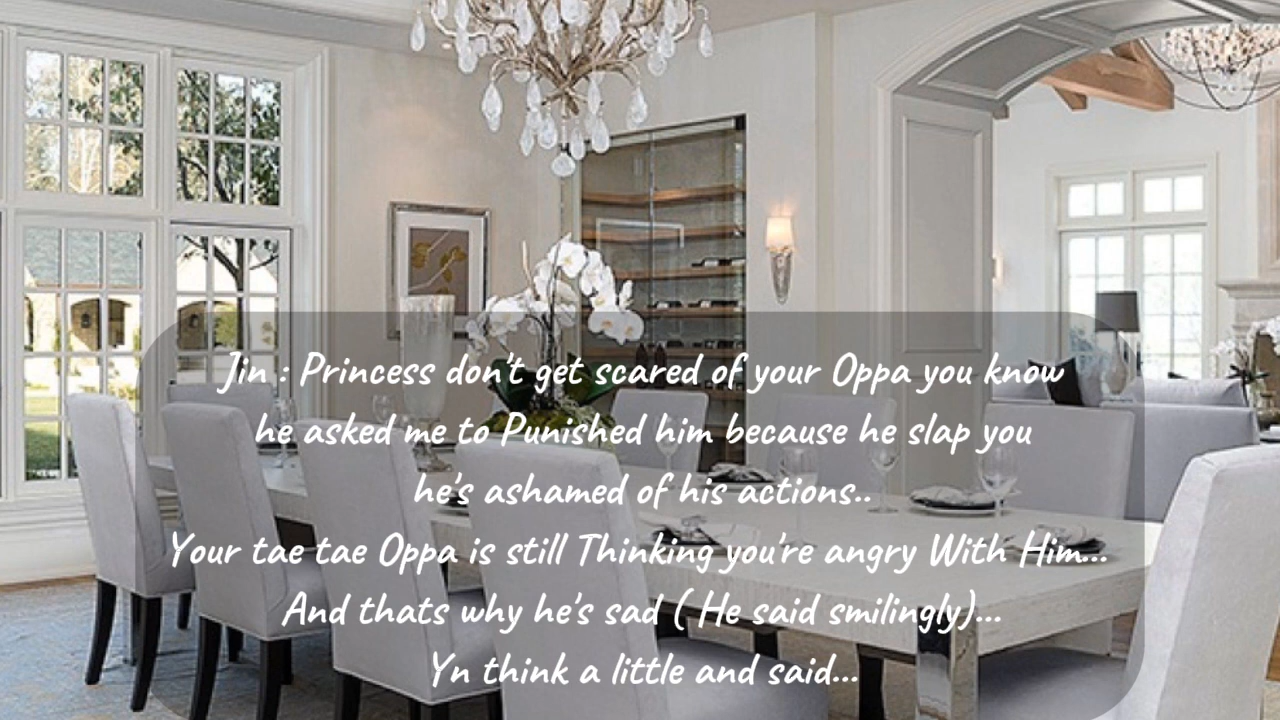 Jin : Princess don't get scared of your Oppa you know
he asked me to Punished him because he slap you
he's ashamed of his actions..
Your tae tae Oppa is still Thinking you're angry With Him...
And thats why he's sad ( He said smilingly)...
Yn think a little and said...